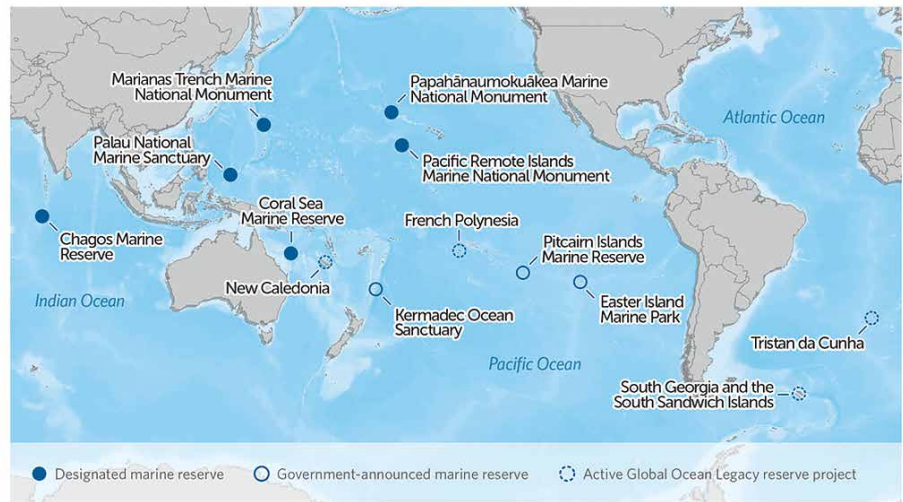 Marianas Trench Marine
National Monument
Papahānaumokuākea Marine
National Monument
Atlantic Ocean
Palau National
Marine Sanctuary
Pacific Remote Islands
Marine National Monument
Coral Sea
Marine Reserve
French Polynesia
Chagos Marine
Reserve
Pitcairn Islands
Marine Reserve
New Caledonia
Indian Ocean
Easter Island
Marine Park
Kermadec Ocean
Sanctuary
Tristan da Cunha
Pacific Ocean
South Georgia and the
South Sandwich Islands
Designated marine reserve
Government-announced marine reserve
Active Global Ocean Legacy reserve project